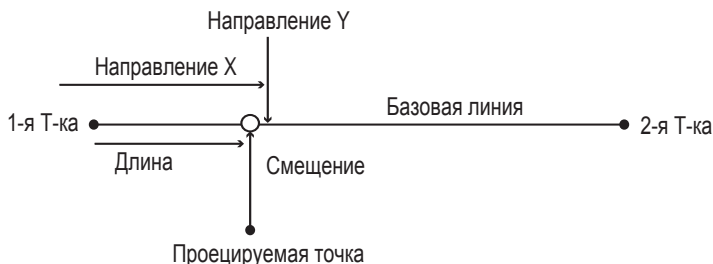 Направление Y
Направление X
Базовая линия
1-я Т-ка
2-я Т-ка
Длина
Смещение
Проецируемая точка